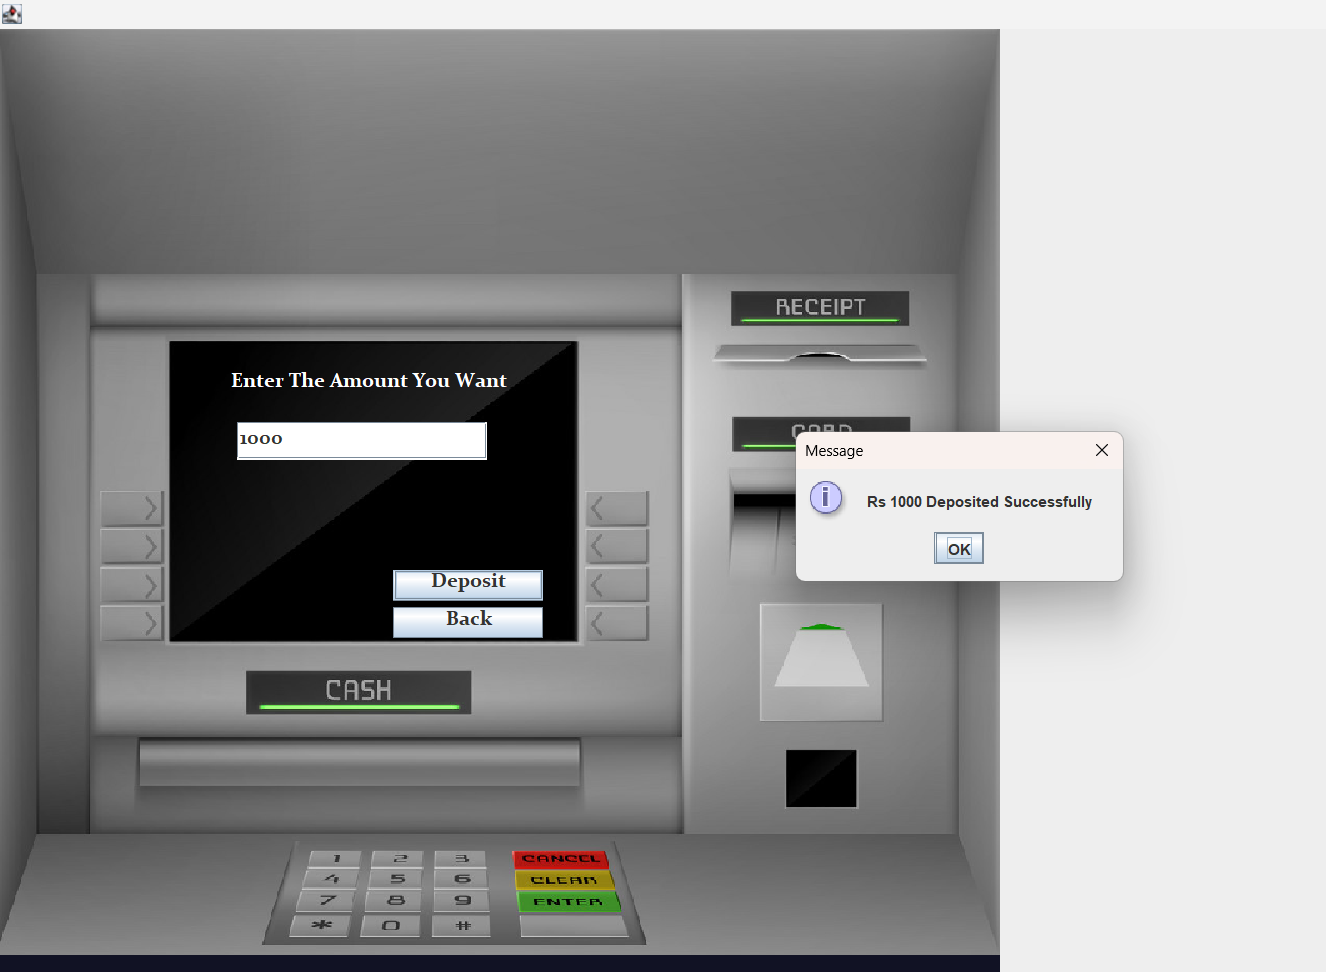 RECEIPT
Enter The Amount You Want
1000
CARD
Message
Rs 1000 Deposited Successfully
OK
Deposit
Back
CASH
1 2 3 CANCEL
4 5 6 CLEAR
7 8 9 ENTER
* 0 #